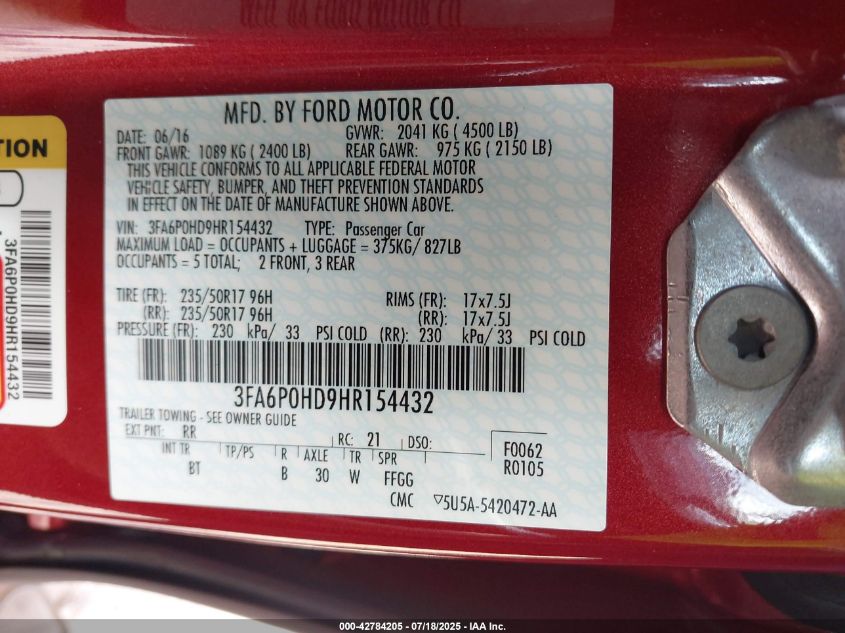 MFD. BY FORD MOTOR CO.
DATE: 06/16 GVWR: 2041 KG ( 4500 LB)
FRONT GAWR: 1089 KG ( 2400 LB) REAR GAWR: 975 KG ( 2150 LB)
THIS VEHICLE CONFORMS TO ALL APPLICABLE FEDERAL MOTOR
VEHICLE SAFETY, BUMPER, AND THEFT PREVENTION STANDARDS
IN EFFECT ON THE DATE OF MANUFACTURE SHOWN ABOVE.
VIN: 3FA6P0HD9HR154432 TYPE: Passenger Car
MAXIMUM LOAD = OCCUPANTS + LUGGAGE = 375KG/ 827LB
OCCUPANTS = 5 TOTAL; 2 FRONT, 3 REAR
TIRE (FR): 235/50R17 96H RIMS (FR): 17x7.5J
(RR): 235/50R17 96H (RR): 17x7.5J
PRESSURE (FR): 230 kPa/ 33 PSI COLD (RR): 230 kPa/ 33 PSI COLD
3FA6P0HD9HR154432
TRAILER TOWING - SEE OWNER GUIDE
EXT PNT: RR RC: 21 DSO:
INT TR TP/PS R AXLE TR SPR
BT B 30 W FFGG
F0062
R0105
CMC ▽5U5A-5420472-AA
TION
3FA6P0HD9HR154432
000-42784205 - 07/18/2025 - IAA Inc.